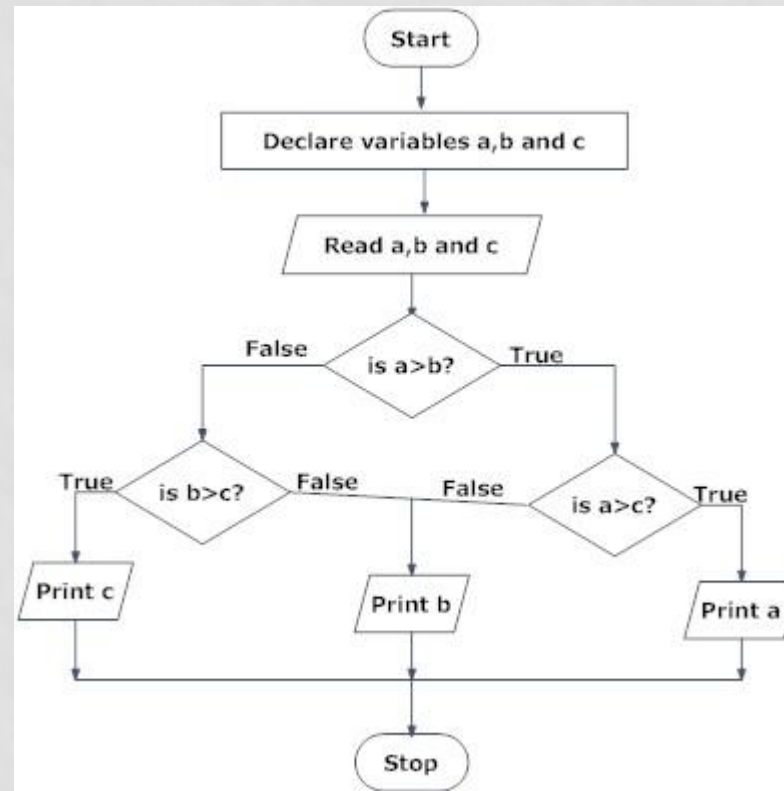 Start
Declare variables a,b and c
Read a,b and c
False
is a>b?
True
True
is b>c?
False
False
is a>c?
True
Print c
Print b
Print a
Stop